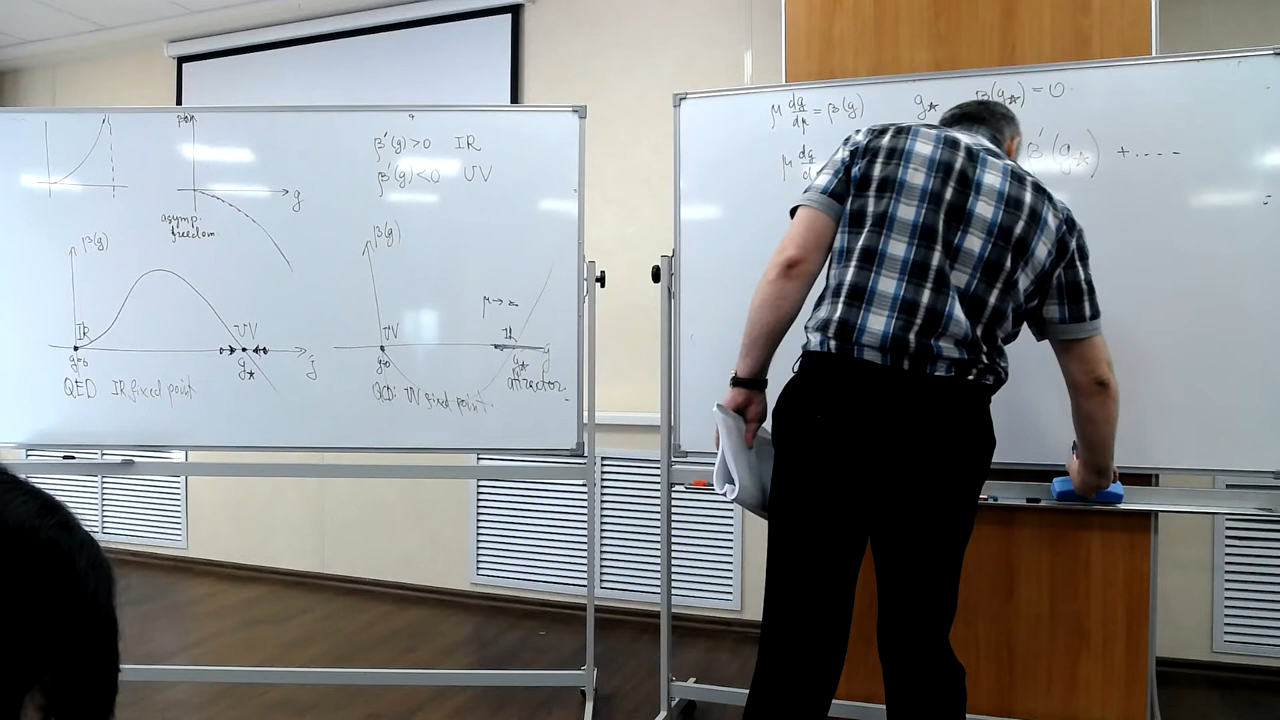 β'(g)>0 IR
β'(g)<0 UV
g
asymp.
freedom
β(g)
IR
UV
g=0
g⋆
g
QED IR fixed point
β(g)
μ→
UV
IR
g=0
g⋆
g
QCD: UV fixed point.
attractor.
μ dg/dμ = β(g) g⋆ β(g⋆) = 0
μ dg
β'(g⋆) + ....